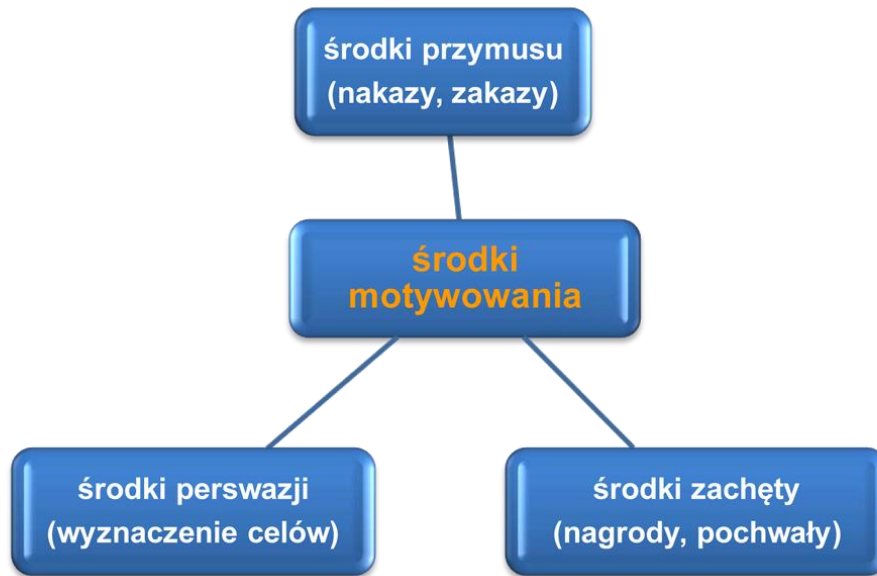 środki przymusu
(nakazy, zakazy)
środki
motywowania
środki perswazji
(wyznaczenie celów)
środki zachęty
(nagrody, pochwały)